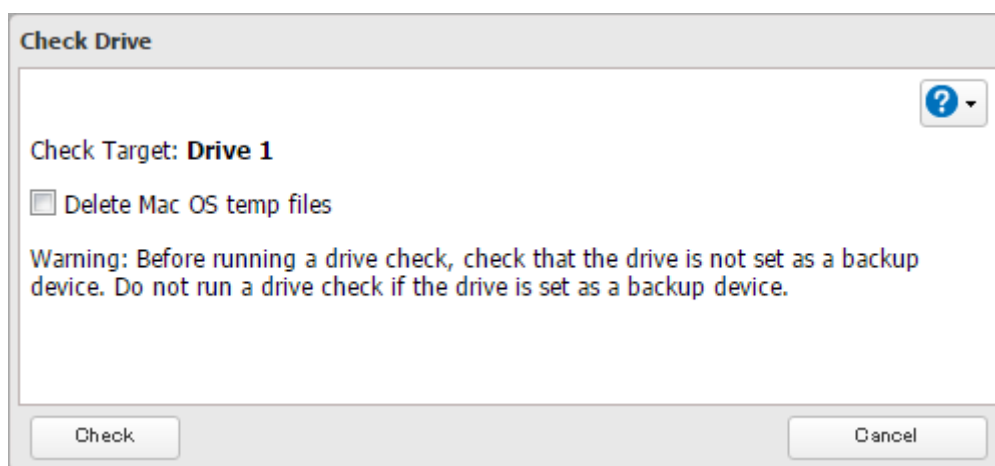 Check Drive
?
Check Target: Drive 1
Delete Mac OS temp files
Warning: Before running a drive check, check that the drive is not set as a backup
device. Do not run a drive check if the drive is set as a backup device.
Check
Cancel